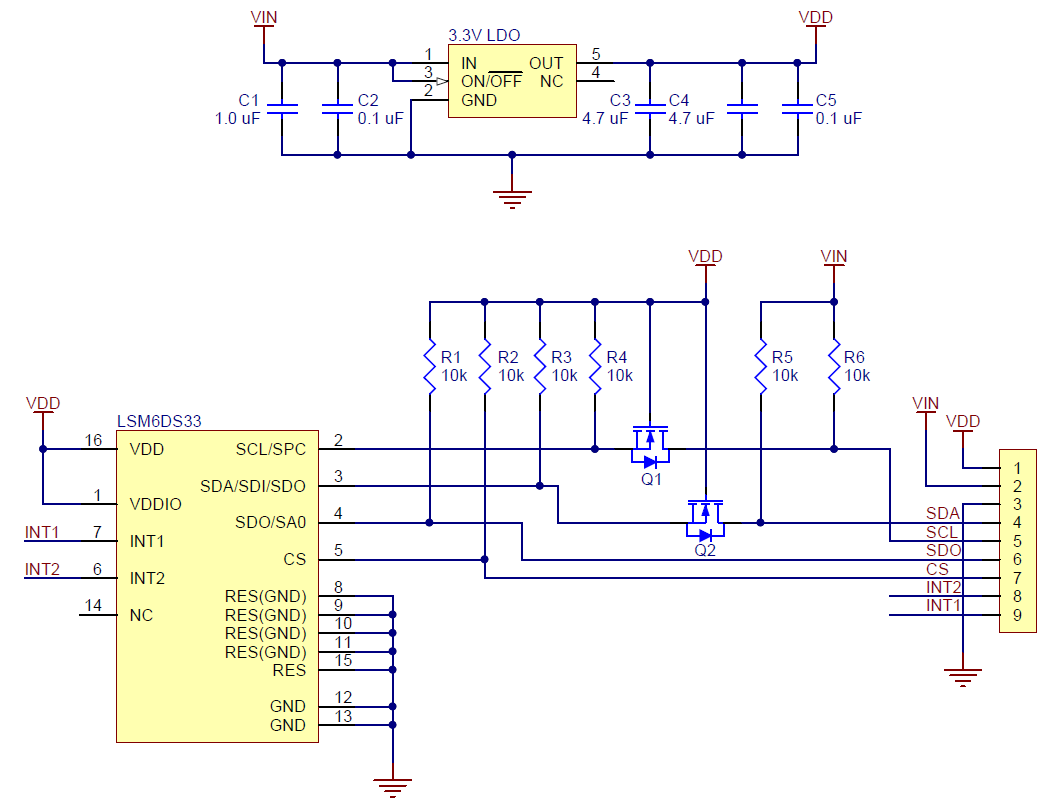 VIN
VDD
3.3V LDO
1
IN
OUT
5
3
ON/OFF
NC
4
2
GND
C1
1.0 uF
C2
0.1 uF
C3
4.7 uF
C4
4.7 uF
C5
0.1 uF
VDD
VIN
R1
10k
R2
10k
R3
10k
R4
10k
R5
10k
R6
10k
VDD
LSM6DS33
16
VDD
1
VDDIO
INT1
7
INT1
INT2
6
INT2
14
NC
SCL/SPC
2
SDA/SDI/SDO
3
SDO/SA0
4
CS
5
RES(GND)
8
RES(GND)
9
RES(GND)
10
RES(GND)
11
RES
15
GND
12
GND
13
Q1
Q2
VIN
VDD
1
2
3
SDA
4
SCL
5
SDO
6
CS
7
INT2
8
INT1
9